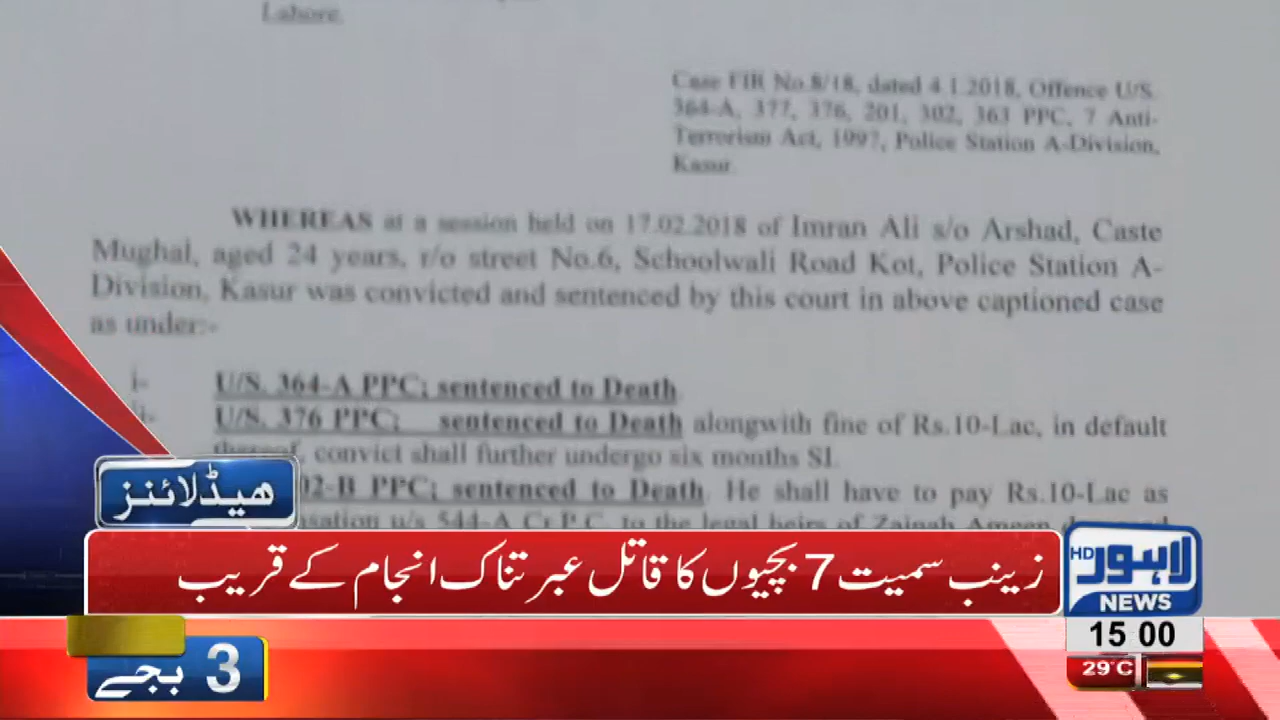 Lahore.
Case FIR No.8/18, dated 4.1.2018, Offence U/S.
364-A, 377, 376, 201, 302, 363 PPC, 7 Anti-
Terrorism Act, 1997, Police Station A-Division,
Kasur.
WHEREAS at a session held on 17.02.2018 of Imran Ali s/o Arshad, Caste
Mughal, aged 24 years, r/o street No.6, Schoolwali Road Kot, Police Station A-
Division, Kasur was convicted and sentenced by this court in above captioned case
as under:-
i- U/S. 364-A PPC; sentenced to Death
ii- U/S. 376 PPC; sentenced to Death alongwith fine of Rs.10-Lac, in default
thereof, convict shall further undergo six months SI.
02-B PPC; sentenced to Death. He shall have to pay Rs.10-Lac as
u/s 544-A Cr.P.C. to the legal heirs of Zainab Ameen
ہیڈلائنز
زینب سمیت 7 بچیوں کا قاتل عبرتناک انجام کے قریب
لاہور HD
NEWS
15 00
3 بجے
29°C